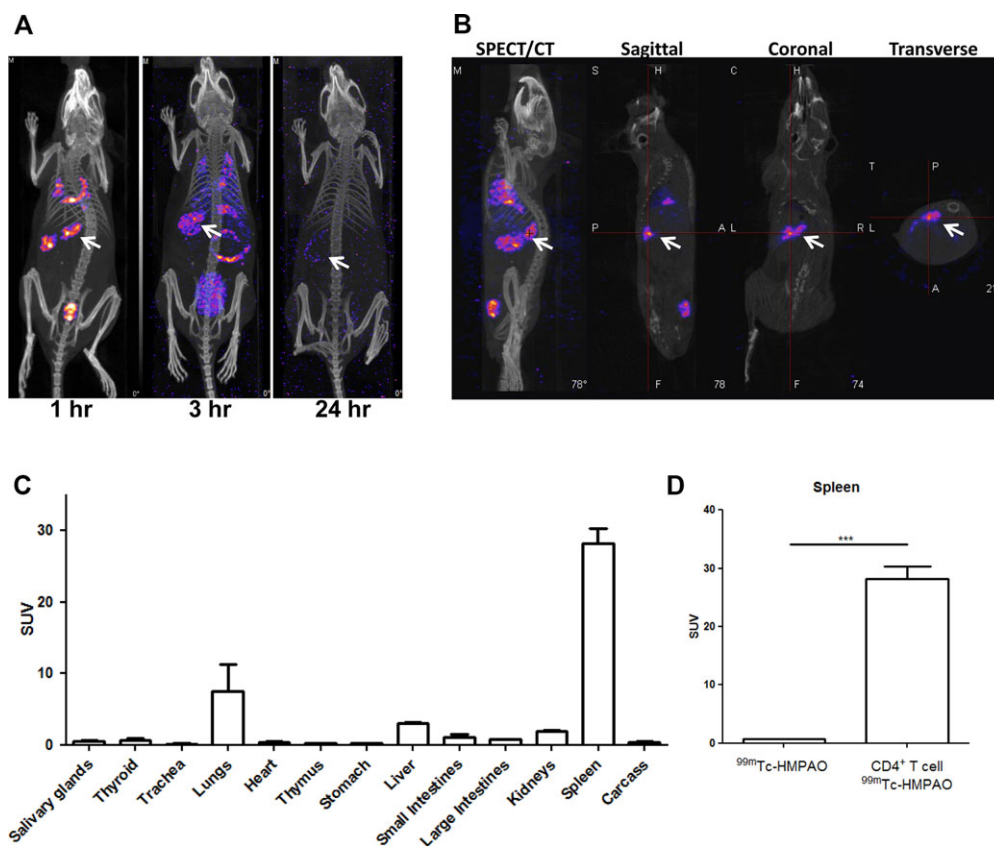 A
M
M
M
0°
0°
0°
1 hr
3 hr
24 hr
B
SPECT/CT
Sagittal
Coronal
Transverse
M
S
H
C
H
T
P
P
A
L
R
L
A
78°
F
78
F
74
C
SUV
30
20
10
0
Salivary glands
Thyroid
Trachea
Lungs
Heart
Thymus
Stomach
Liver
Small Intestines
Large Intestines
Kidneys
Spleen
Carcass
D
Spleen
SUV
40
30
20
10
0
***
99mTc-HMPAO
CD4+ T cell
99mTc-HMPAO